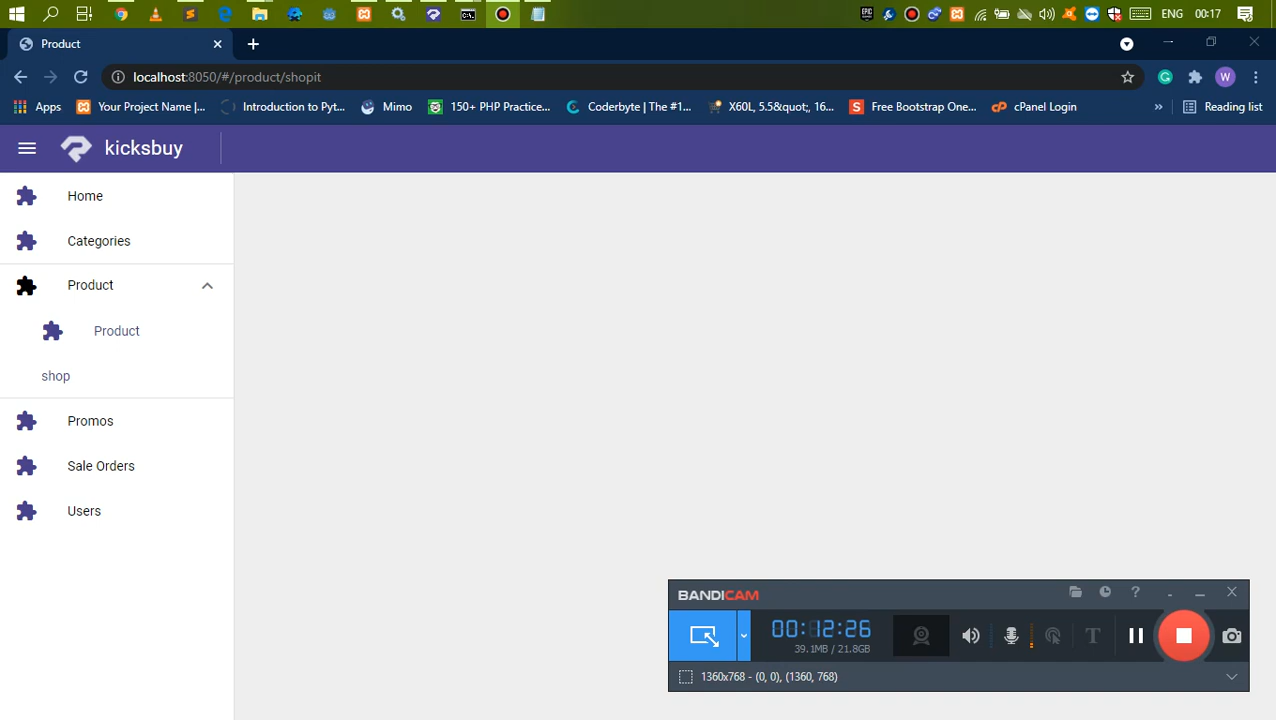 ENG
00:17
Product
localhost:8050/#/product/shopit
W
Apps
Your Project Name |...
Introduction to Pyt...
Mimo
150+ PHP Practice...
Coderbyte | The #1...
X60L, 5.5&quot;, 16...
Free Bootstrap One...
cPanel Login
»
Reading list
kicksbuy
Home
Categories
Product
Product
shop
Promos
Sale Orders
Users
BANDICAM
00:12:26
39.1MB / 21.8GB
1360x768 - (0, 0), (1360, 768)